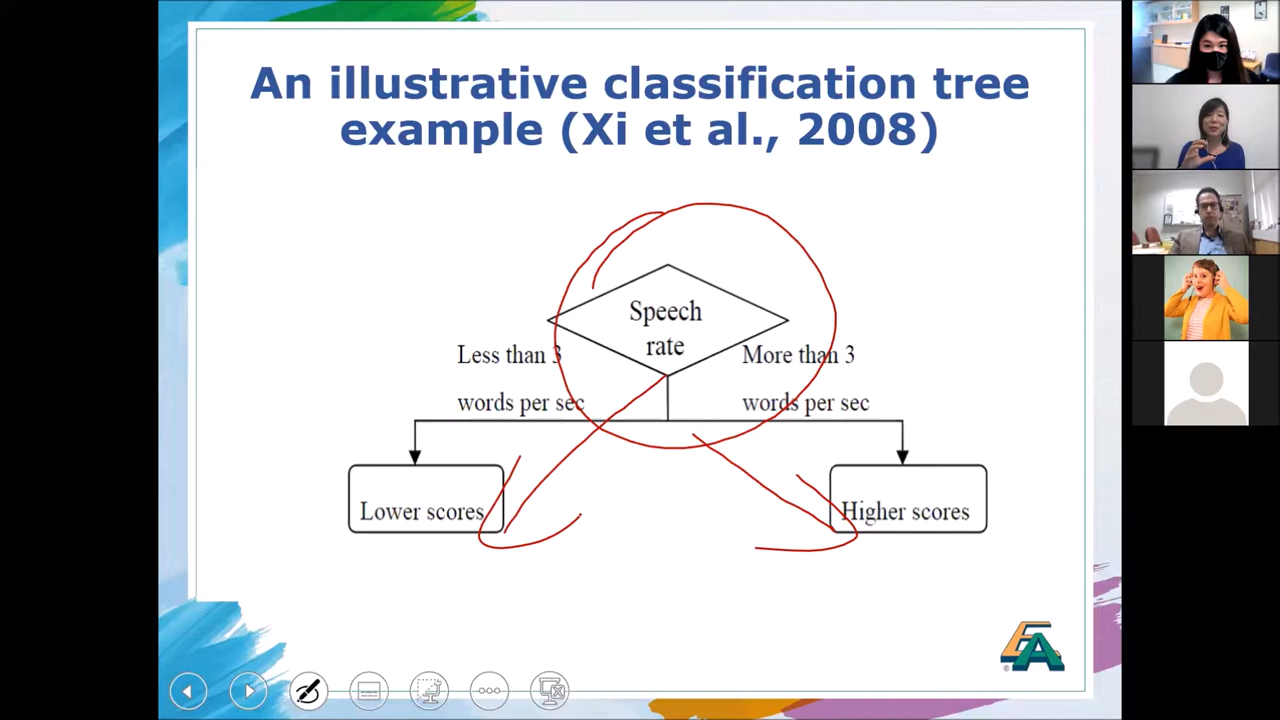 An illustrative classification tree
example (Xi et al., 2008)
Speech
rate
Less than 3
words per sec
More than 3
words per sec
Lower scores
Higher scores
EA
®